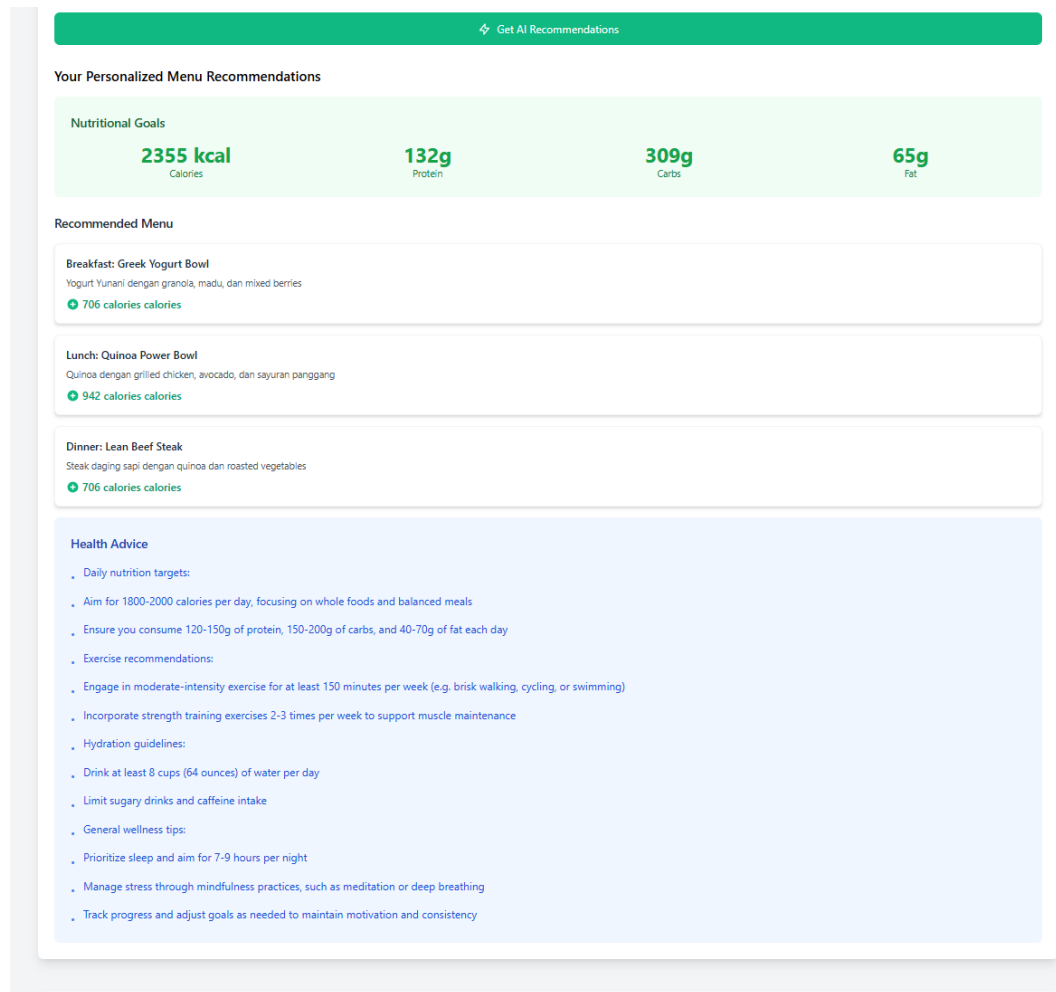 Get AI Recommendations
Your Personalized Menu Recommendations
Nutritional Goals
2355 kcal
Calories
132g
Protein
309g
Carbs
65g
Fat
Recommended Menu
Breakfast: Greek Yogurt Bowl
Yogurt Yunani dengan granola, madu, dan mixed berries
706 calories calories
Lunch: Quinoa Power Bowl
Quinoa dengan grilled chicken, avocado, dan sayuran panggang
942 calories calories
Dinner: Lean Beef Steak
Steak daging sapi dengan quinoa dan roasted vegetables
706 calories calories
Health Advice
Daily nutrition targets:
Aim for 1800-2000 calories per day, focusing on whole foods and balanced meals
Ensure you consume 120-150g of protein, 150-200g of carbs, and 40-70g of fat each day
Exercise recommendations:
Engage in moderate-intensity exercise for at least 150 minutes per week (e.g. brisk walking, cycling, or swimming)
Incorporate strength training exercises 2-3 times per week to support muscle maintenance
Hydration guidelines:
Drink at least 8 cups (64 ounces) of water per day
Limit sugary drinks and caffeine intake
General wellness tips:
Prioritize sleep and aim for 7-9 hours per night
Manage stress through mindfulness practices, such as meditation or deep breathing
Track progress and adjust goals as needed to maintain motivation and consistency